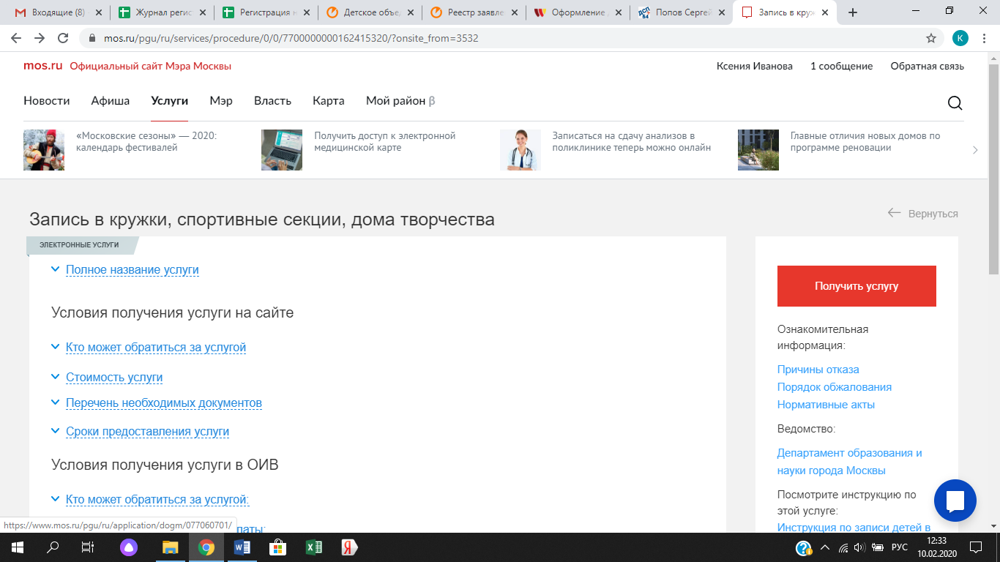 Входящие (8)
Журнал регис
Регистрация н
Детское объе
Реестр заявле
Оформление
Попов Сергей
Запись в круж
mos.ru/pgu/ru/services/procedure/0/0/7700000000162415320/?onsite_from=3532
K
mos.ru Официальный сайт Мэра Москвы
Ксения Иванова
1 сообщение
Обратная связь
Новости
Афиша
Услуги
Мэр
Власть
Карта
Мой район β
«Московские сезоны» — 2020:
календарь фестивалей
Получить доступ к электронной
медицинской карте
Записаться на сдачу анализов в
поликлинике теперь можно онлайн
Главные отличия новых домов по
программе реновации
Запись в кружки, спортивные секции, дома творчества
Вернуться
ЭЛЕКТРОННЫЕ УСЛУГИ
Полное название услуги
Условия получения услуги на сайте
Кто может обратиться за услугой
Стоимость услуги
Перечень необходимых документов
Сроки предоставления услуги
Условия получения услуги в ОИВ
Кто может обратиться за услугой:
латы:
https://www.mos.ru/pgu/ru/application/dogm/077060701/
Получить услугу
Ознакомительная
информация:
Причины отказа
Порядок обжалования
Нормативные акты
Ведомство:
Департамент образования и
науки города Москвы
Посмотрите инструкцию по
этой услуге:
Инструкция по записи детей в
РУС
12:33
10.02.2020